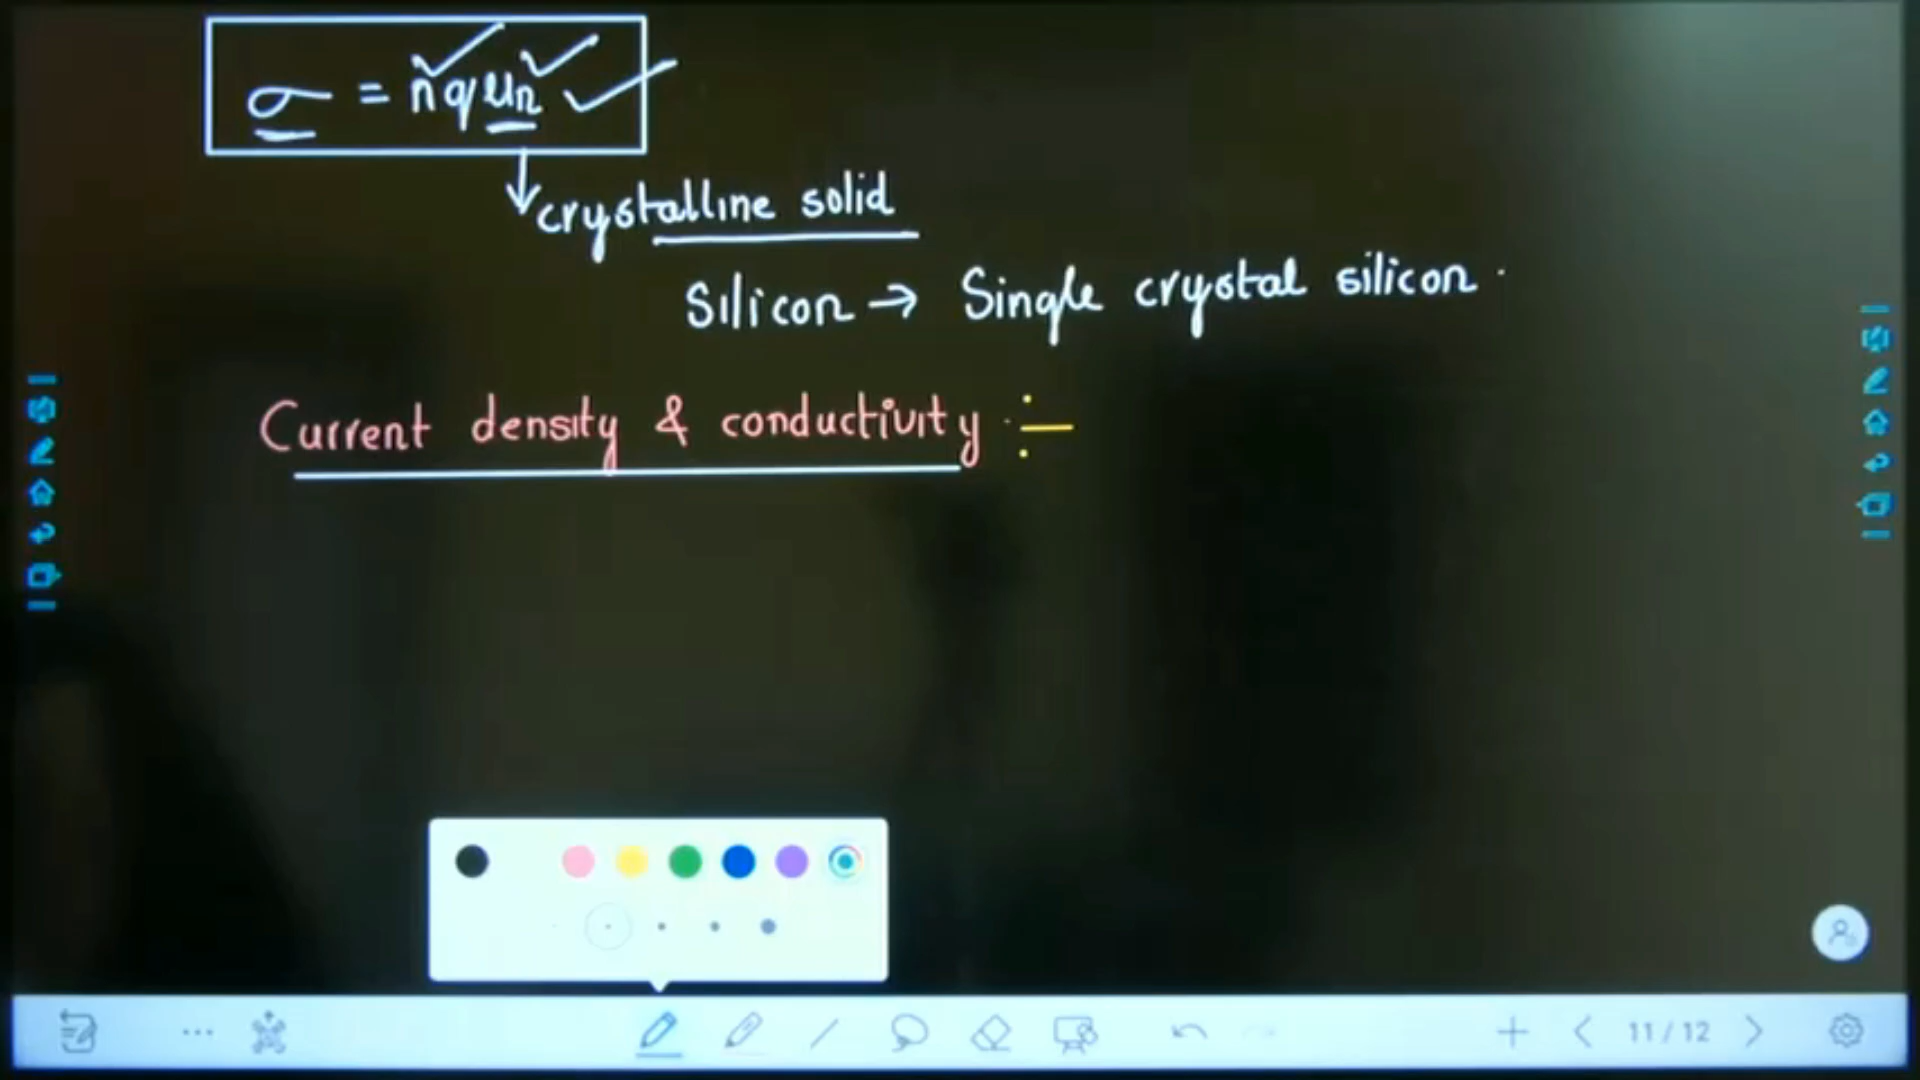 σ = nqμn
crystalline solid
Silicon → Single crystal silicon.
Current density & conductivity :-
11/12